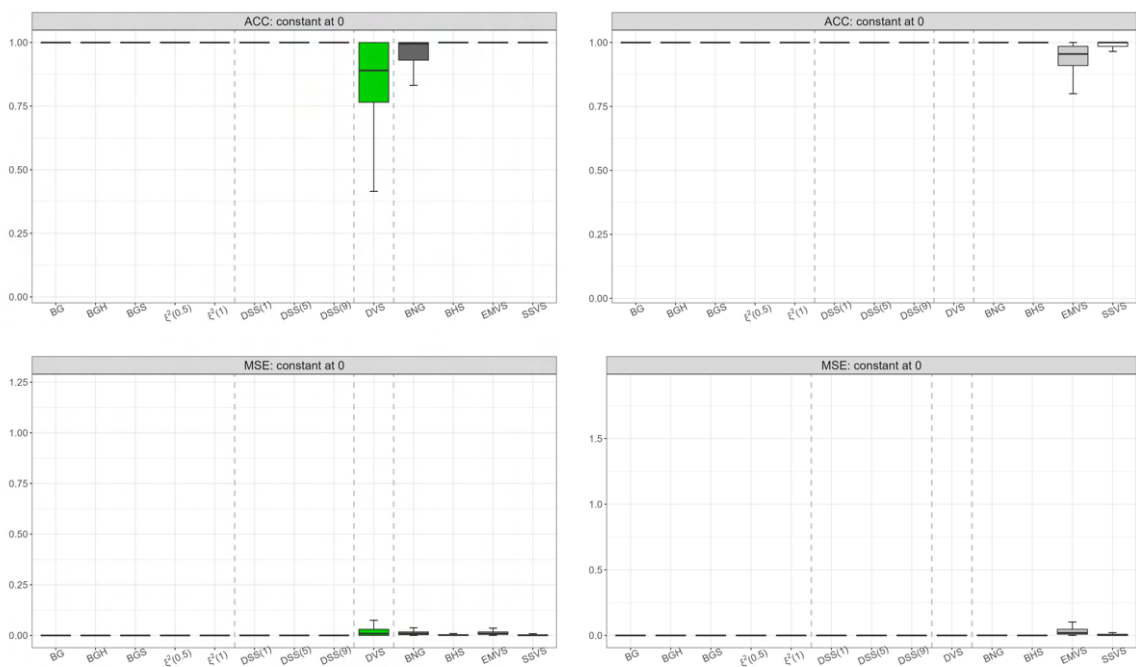 ACC: constant at 0
1.00
0.75
0.50
0.25
0.00
BG BGH BGS ξ²(0.5) ξ²(1) DSS(1) DSS(5) DSS(9) DVS BNG BHS EMVS SSVS
ACC: constant at 0
1.00
0.75
0.50
0.25
0.00
BG BGH BGS ξ²(0.5) ξ²(1) DSS(1) DSS(5) DSS(9) DVS BNG BHS EMVS SSVS
MSE: constant at 0
1.25
1.00
0.75
0.50
0.25
0.00
BG BGH BGS ξ²(0.5) ξ²(1) DSS(1) DSS(5) DSS(9) DVS BNG BHS EMVS SSVS
MSE: constant at 0
1.5
1.0
0.5
0.0
BG BGH BGS ξ²(0.5) ξ²(1) DSS(1) DSS(5) DSS(9) DVS BNG BHS EMVS SSVS